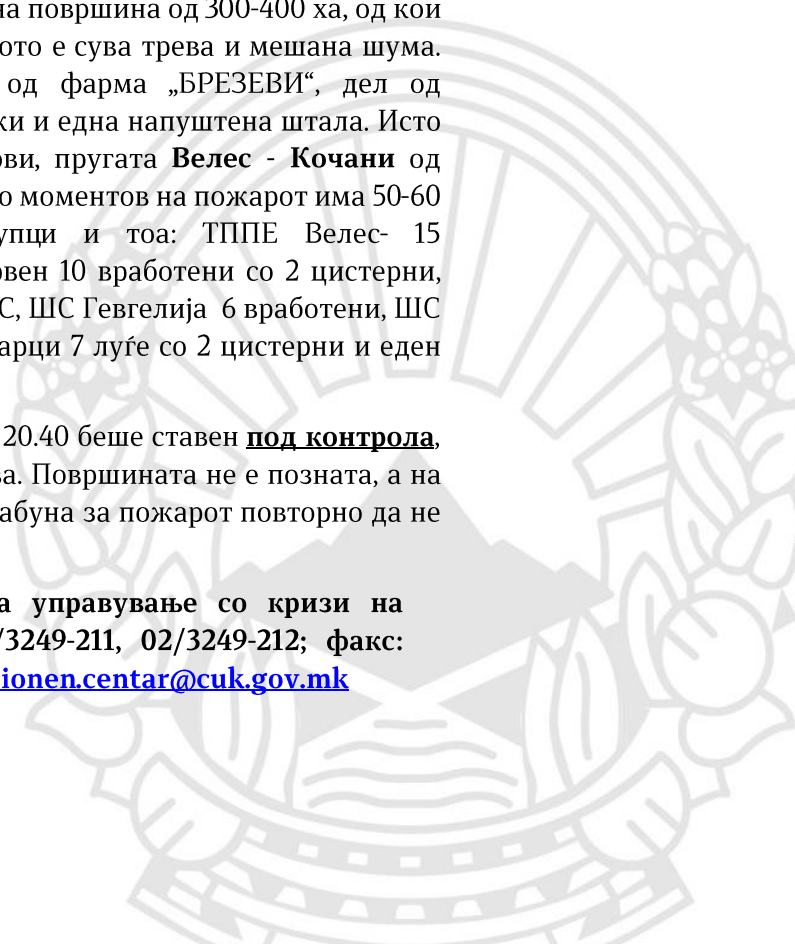 на површина од 300-400 ха, од кои
ото е сува трева и мешана шума.
од фарма „БРЕЗЕВИ“, дел од
ки и една напуштена штала. Исто
ови, пругата Велес - Кочани од
о моментов на пожарот има 50-60
упци и тоа: ТППЕ Велес- 15
рвен 10 вработени со 2 цистерни,
С, ШС Гевгелија 6 вработени, ШС
арци 7 луѓе со 2 цистерни и еден
20.40 беше ставен под контрола,
ва. Површината не е позната, а на
абуна за пожарот повторно да не
а управување со кризи на
/3249-211, 02/3249-212; факс:
ionen.centar@cuk.gov.mk